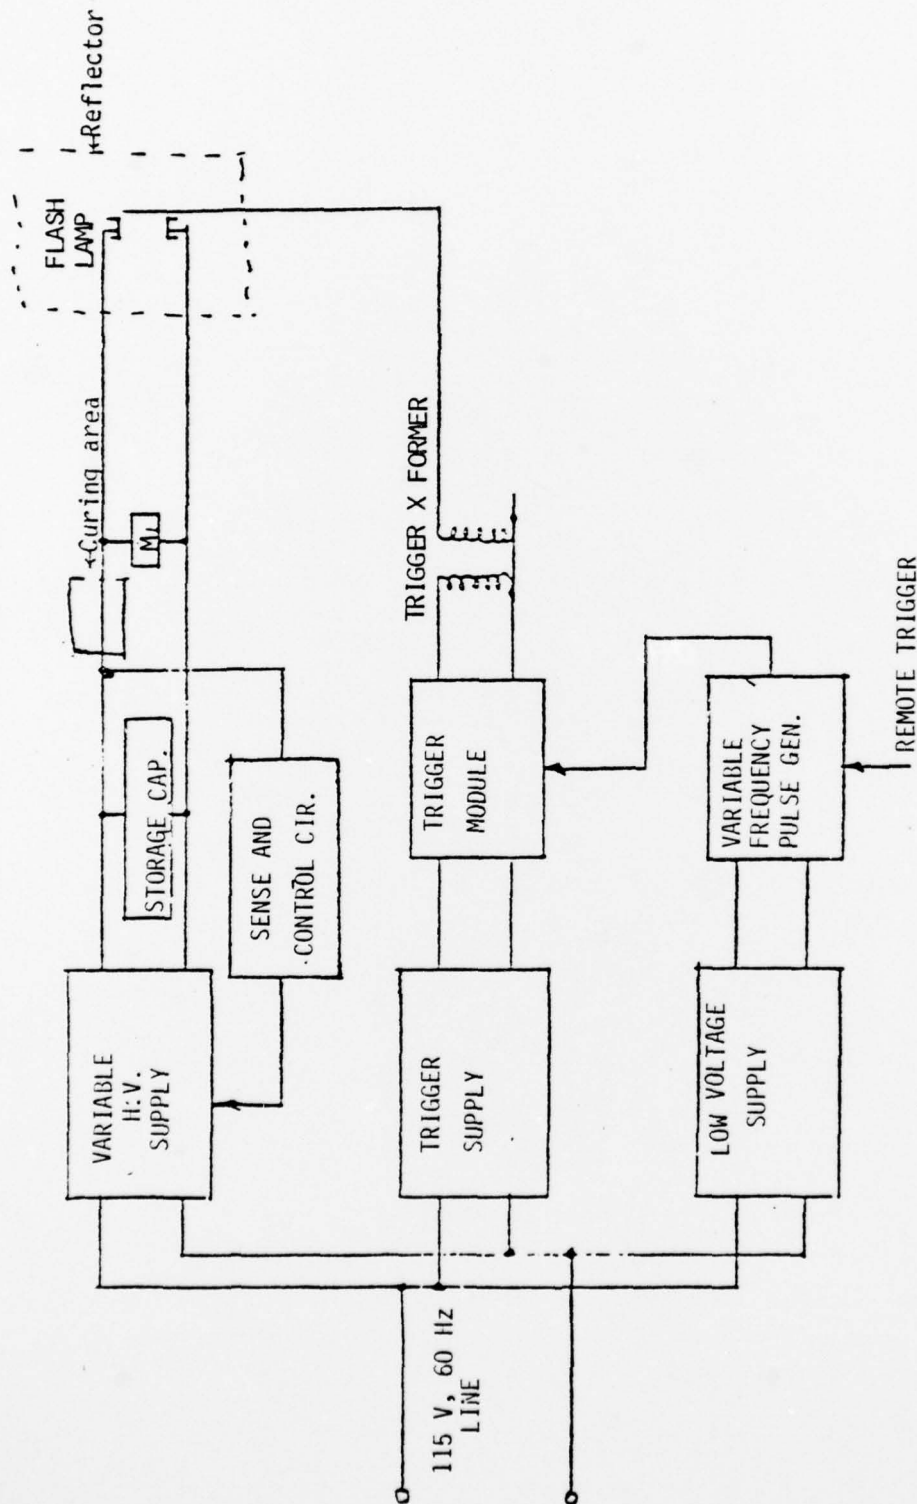 FLASH
LAMP
←Reflector
←Curing area
M
STORAGE CAP.
SENSE AND
CONTROL CIR.
VARIABLE
H.V.
SUPPLY
TRIGGER X FORMER
TRIGGER
MODULE
TRIGGER
SUPPLY
115 V, 60 Hz
LINE
VARIABLE
FREQUENCY
PULSE GEN.
LOW VOLTAGE
SUPPLY
REMOTE TRIGGER